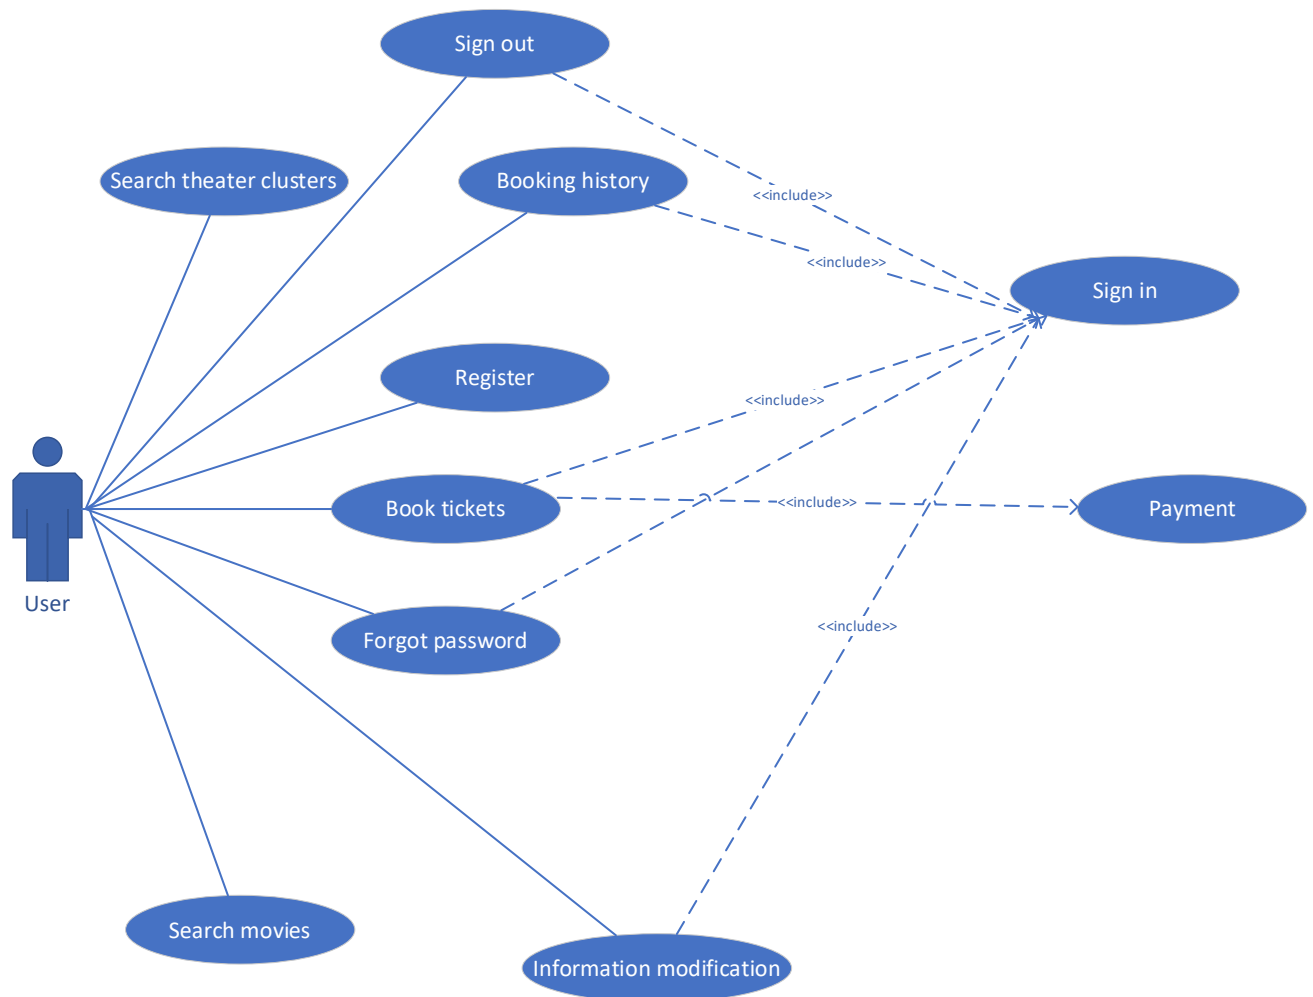 Sign out
Search theater clusters
Booking history
<<include>>
<<include>>
Sign in
Register
<<include>>
Book tickets
<<include>>
Payment
User
Forgot password
<<include>>
Search movies
Information modification